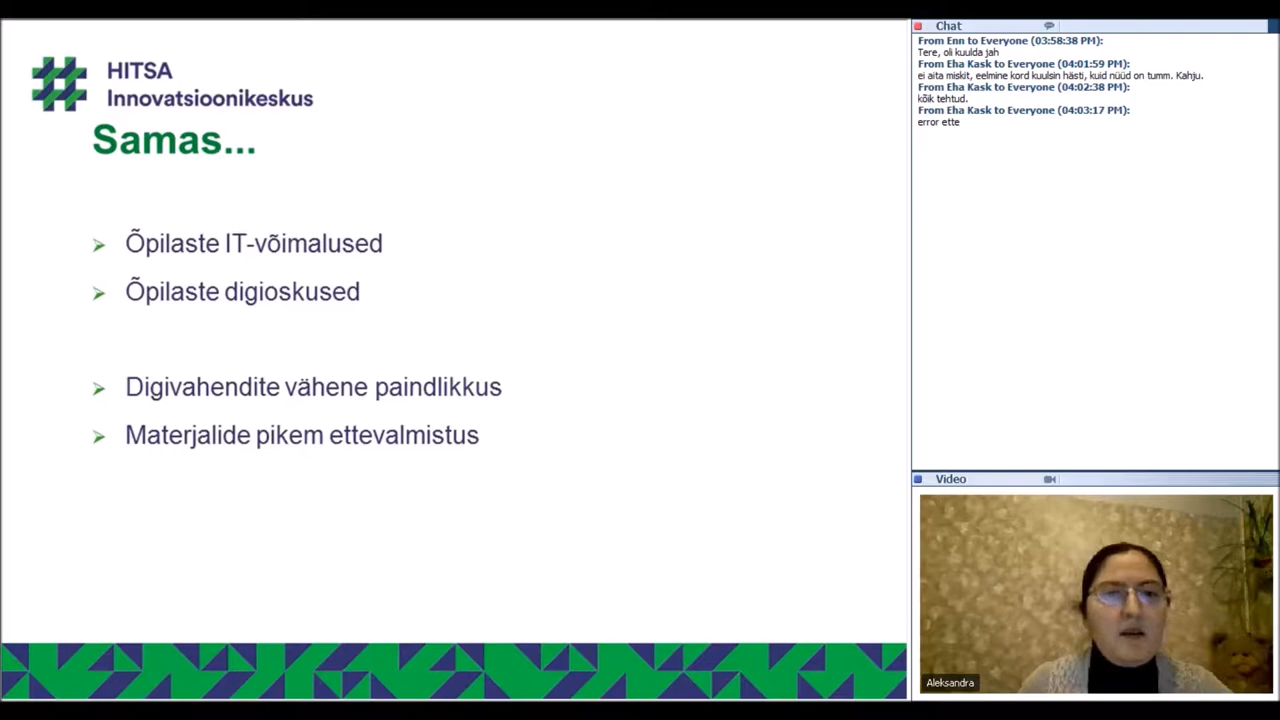 HITSA
Innovatsioonikeskus
Samas...
Õpilaste IT-võimalused
Õpilaste digioskused
Digivahendite vähene paindlikkus
Materjalide pikem ettevalmistus
Chat
From Enn to Everyone (03:58:38 PM):
Tere, oli kuulda jah
From Eha Kask to Everyone (04:01:59 PM):
ei aita miskit, eelmine kord kuulsin hästi, kuid nüüd on tumm. Kahju.
From Eha Kask to Everyone (04:02:38 PM):
kõik tehtud.
From Eha Kask to Everyone (04:03:17 PM):
error ette
Video
Aleksandra